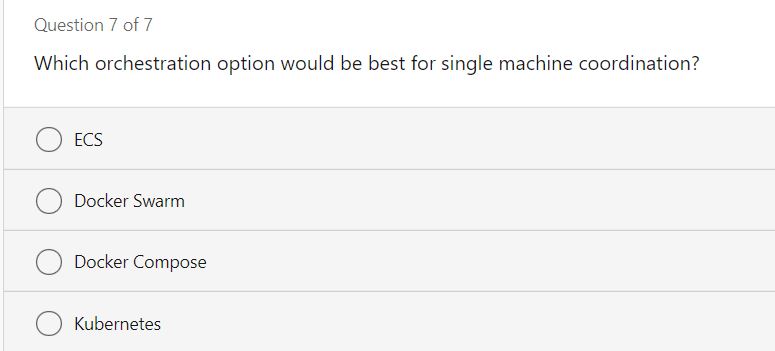 Question 7 of 7
Which orchestration option would be best for single machine coordination?
ECS
Docker Swarm
Docker Compose
Kubernetes